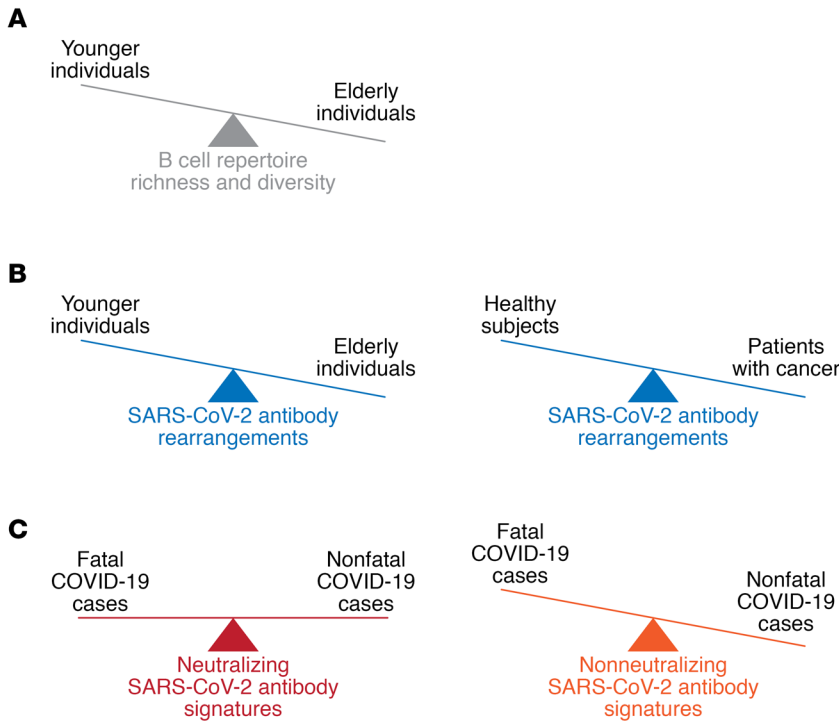 A
Younger
individuals
Elderly
individuals
B cell repertoire
richness and diversity
B
Younger
individuals
Elderly
individuals
SARS-CoV-2 antibody
rearrangements
Healthy
subjects
Patients
with cancer
SARS-CoV-2 antibody
rearrangements
C
Fatal
COVID-19
cases
Nonfatal
COVID-19
cases
Neutralizing
SARS-CoV-2 antibody
signatures
Fatal
COVID-19
cases
Nonfatal
COVID-19
cases
Nonneutralizing
SARS-CoV-2 antibody
signatures